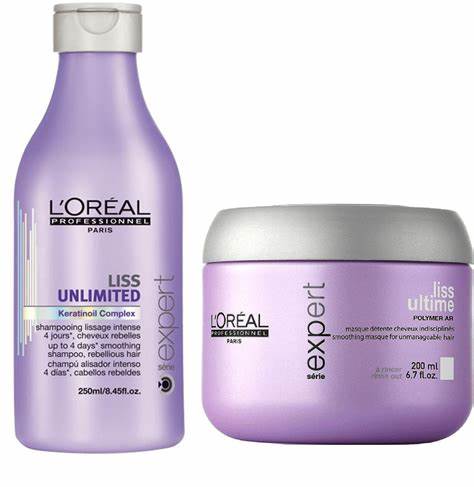 L'ORÉAL
PROFESSIONNEL
PARIS
LISS
UNLIMITED
Keratinoil Complex
shampooing lissage intense
4 jours*, cheveux rebelles
up to 4 days* smoothing
shampoo, rebellious hair
champú alisador intenso
4 días*, cabellos rebeldes
250ml/8.45fl.oz.
série expert
L'ORÉAL
PROFESSIONNEL
PARIS
série expert
liss
ultime
POLYMER AR
masque détente cheveux indisciplinés
smoothing masque for unmanageable hair
à rincer
rinse out
200 ml
6.7 fl.oz.